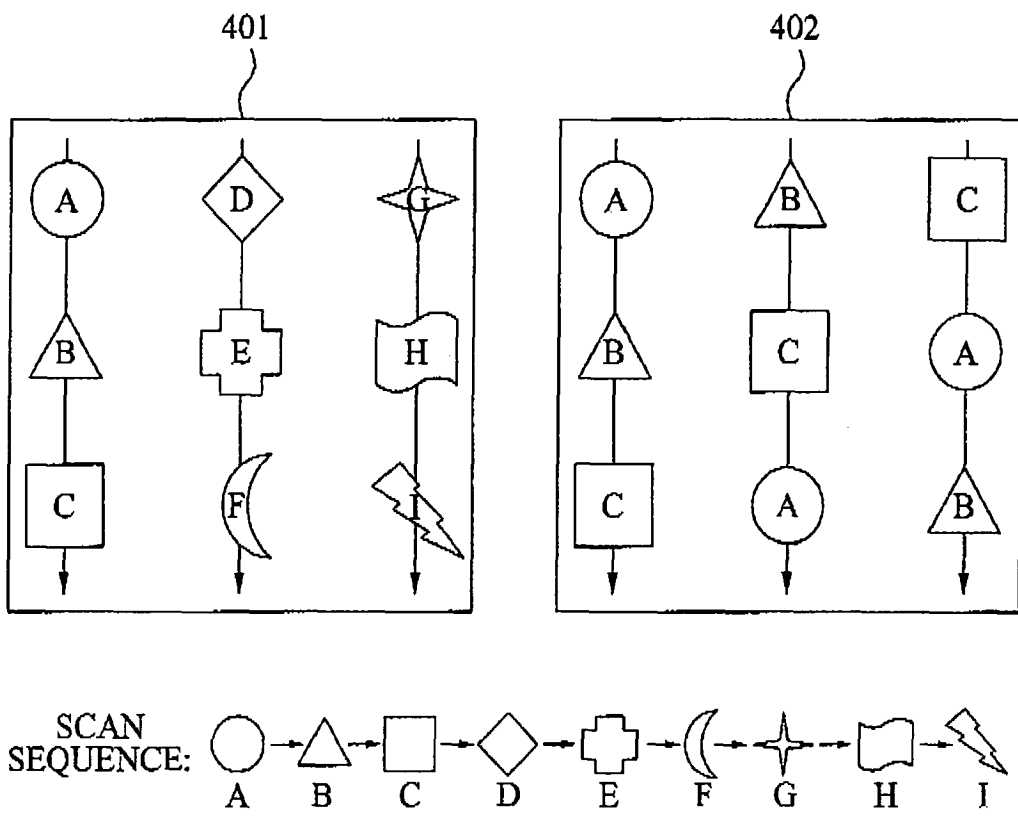 401 402
A D G A B C
B E H B C A
C F I C A B
SCAN
SEQUENCE:
A B C D E F G H I